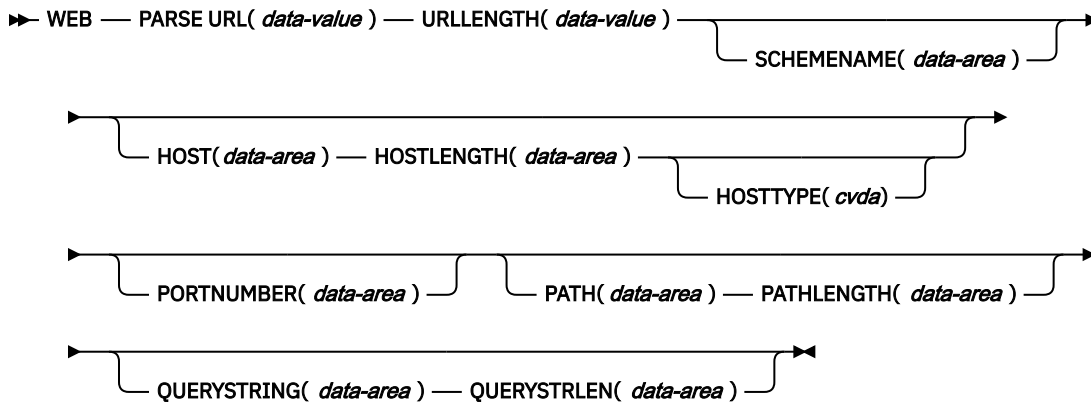 WEB PARSE URL( data-value ) URLLENGTH( data-value )
SCHEMENAME( data-area )
HOST( data-area ) HOSTLENGTH( data-area )
HOSTTYPE( cvda)
PORTNUMBER( data-area ) PATH( data-area ) PATHLENGTH( data-area )
QUERYSTRING( data-area ) QUERYSTRLEN( data-area )